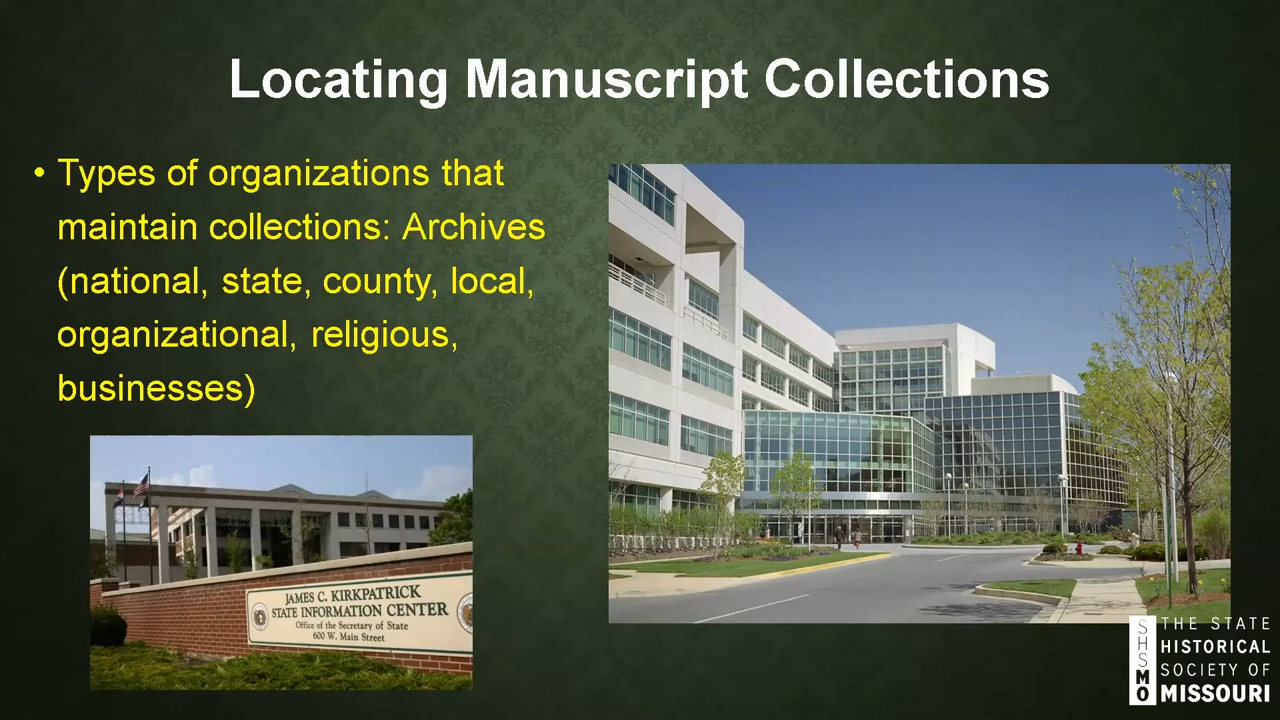 Locating Manuscript Collections
• Types of organizations that
maintain collections: Archives
(national, state, county, local,
organizational, religious,
businesses)
JAMES C. KIRKPATRICK
STATE INFORMATION CENTER
Office of the Secretary of State
600 W. Main Street
SHSMO
THE STATE
HISTORICAL
SOCIETY OF
MISSOURI